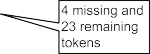 4 missing and
23 remaining
tokens